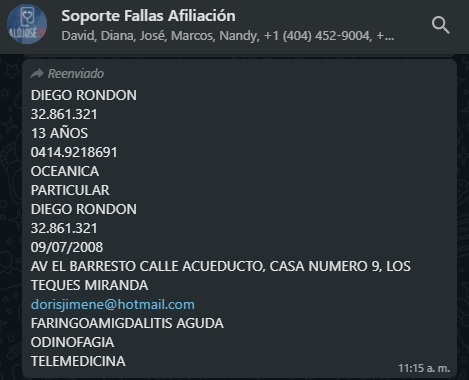 Soporte Fallas Afiliación
David, Diana, José, Marcos, Nandy, +1 (404) 452-9004, +...
Reenviado
DIEGO RONDON
32.861.321
13 AÑOS
0414.9218691
OCEANICA
PARTICULAR
DIEGO RONDON
32.861.321
09/07/2008
AV EL BARRESTO CALLE ACUEDUCTO, CASA NUMERO 9, LOS
TEQUES MIRANDA
dorisjimene@hotmail.com
FARINGOAMIGDALITIS AGUDA
ODINOFAGIA
TELEMEDICINA
11:15 a. m.